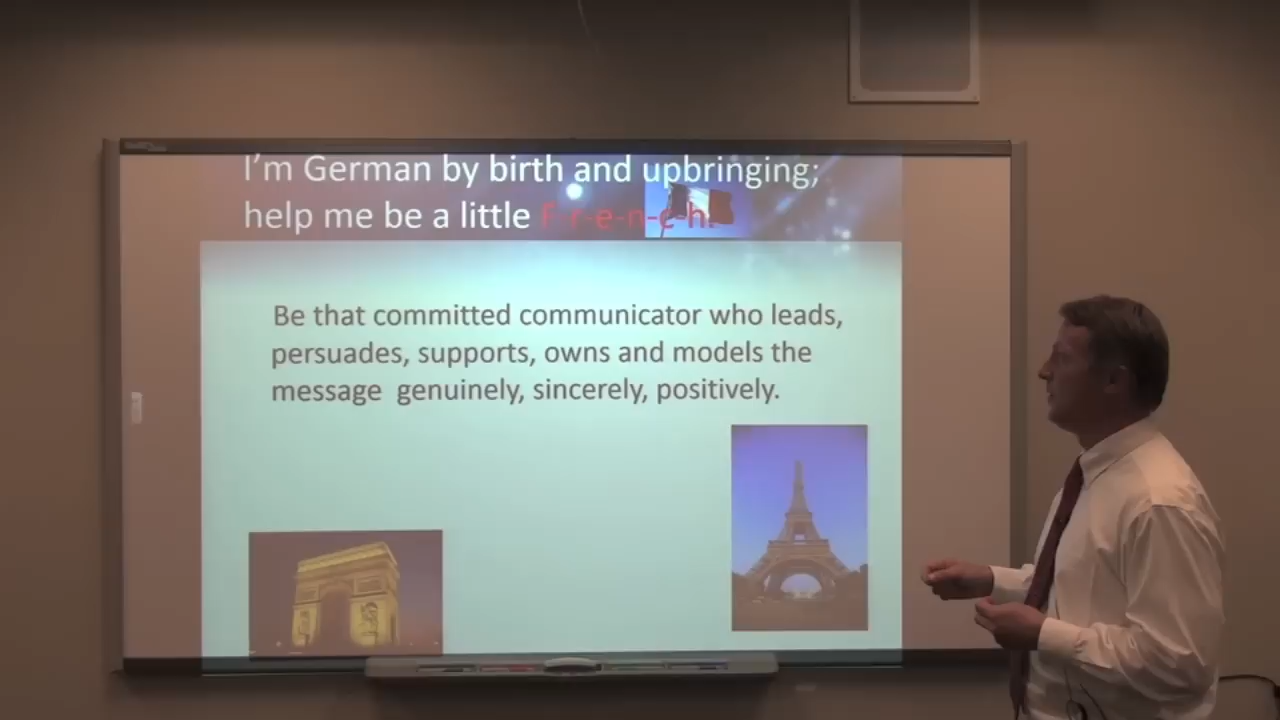 I'm German by birth and upbringing;
help me be a little F-r-e-n-c-h:
Be that committed communicator who leads,
persuades, supports, owns and models the
message genuinely, sincerely, positively.